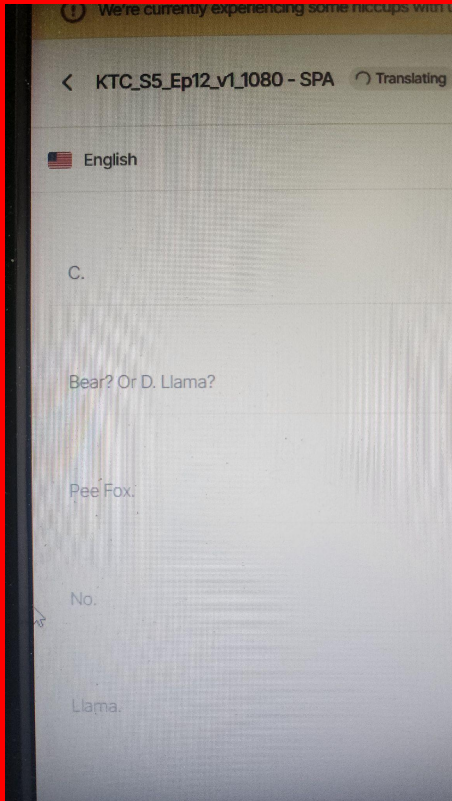 We're currently experiencing some hiccups with
KTC_S5_Ep12_v1_1080 - SPA Translating
English
C.
Bear? Or D. Llama?
Pee Fox.
No.
Llama.